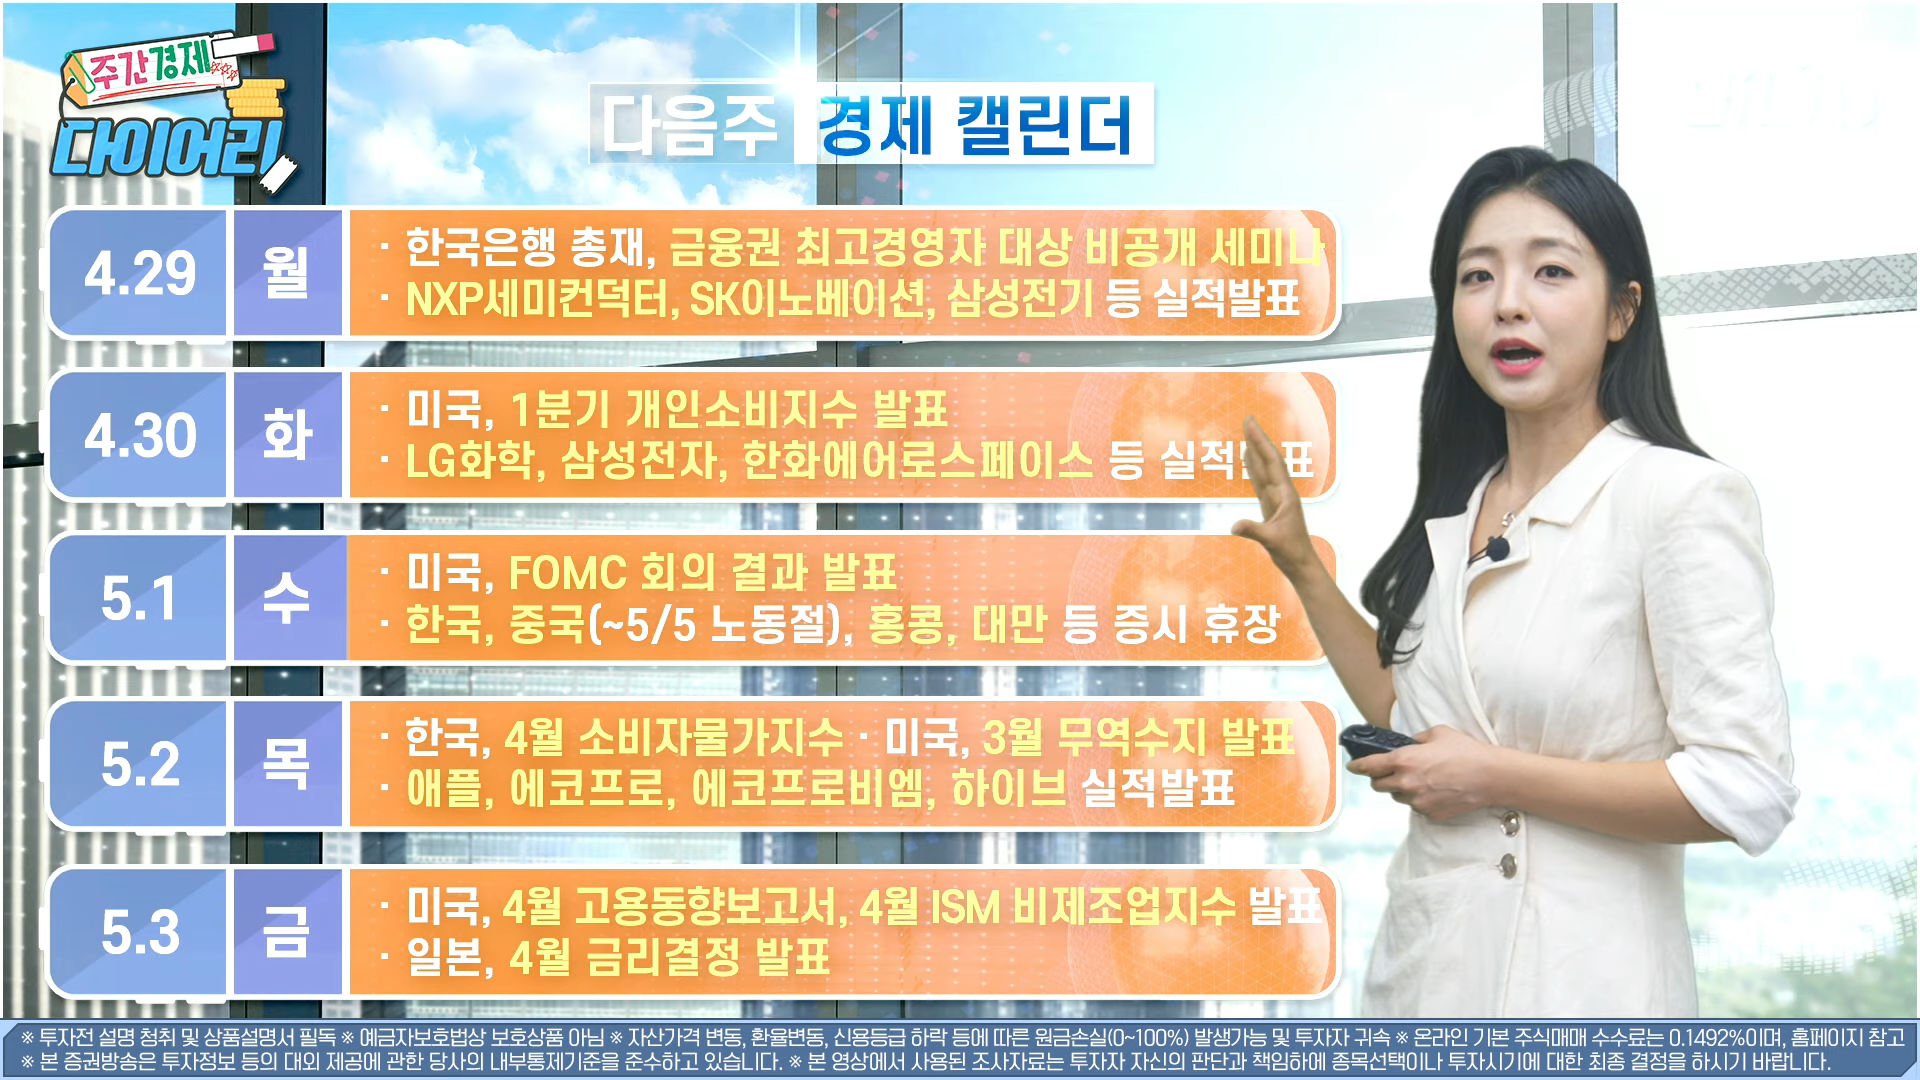 주간경제
다이어리
다음주 경제 캘린더
4.29 월
· 한국은행 총재, 금융권 최고경영자 대상 비공개 세미나
· NXP세미컨덕터, SK이노베이션, 삼성전기 등 실적발표
4.30 화
· 미국, 1분기 개인소비지수 발표
· LG화학, 삼성전자, 한화에어로스페이스 등 실적발표
5.1 수
· 미국, FOMC 회의 결과 발표
· 한국, 중국(~5/5 노동절), 홍콩, 대만 등 증시 휴장
5.2 목
· 한국, 4월 소비자물가지수 · 미국, 3월 무역수지 발표
· 애플, 에코프로, 에코프로비엠, 하이브 실적발표
5.3 금
· 미국, 4월 고용동향보고서, 4월 ISM 비제조업지수 발표
· 일본, 4월 금리결정 발표
※ 투자전 설명 청취 및 상품설명서 필독 ※ 예금자보호법상 보호상품 아님 ※ 자산가격 변동, 환율변동, 신용등급 하락 등에 따른 원금손실(0~100%) 발생가능 및 투자자 귀속 ※ 온라인 기본 주식매매 수수료는 0.1492%이며, 홈페이지 참고
※ 본 증권방송은 투자정보 등의 대외 제공에 관한 당사의 내부통제기준을 준수하고 있습니다. ※ 본 영상에서 사용된 조사자료는 투자자 자신의 판단과 책임하에 종목선택이나 투자시기에 대한 최종 결정을 하시기 바랍니다.